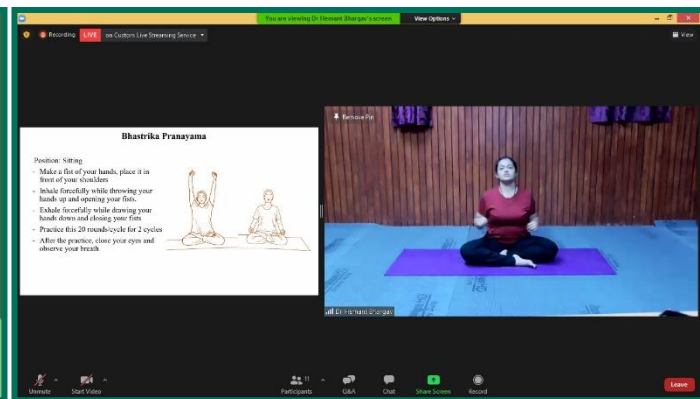 You are viewing Dr Hemant Bhargav's screen View Options
Recording LIVE on Custom Live Streaming Service
View
Remove Pin
Bhastrika Pranayama
Position: Sitting
- Make a fist of your hands, place it in
front of your shoulders
- Inhale forcefully while throwing your
hands up and opening your fists.
- Exhale forcefully while drawing your
hands down and closing your fists
- Practice this 20 rounds/cycle for 2 cycles
- After the practice, close your eyes and
observe your breath
Dr Hemant Bhargav
Unmute Start Video Participants 11 Q&A Chat Share Screen Record Leave